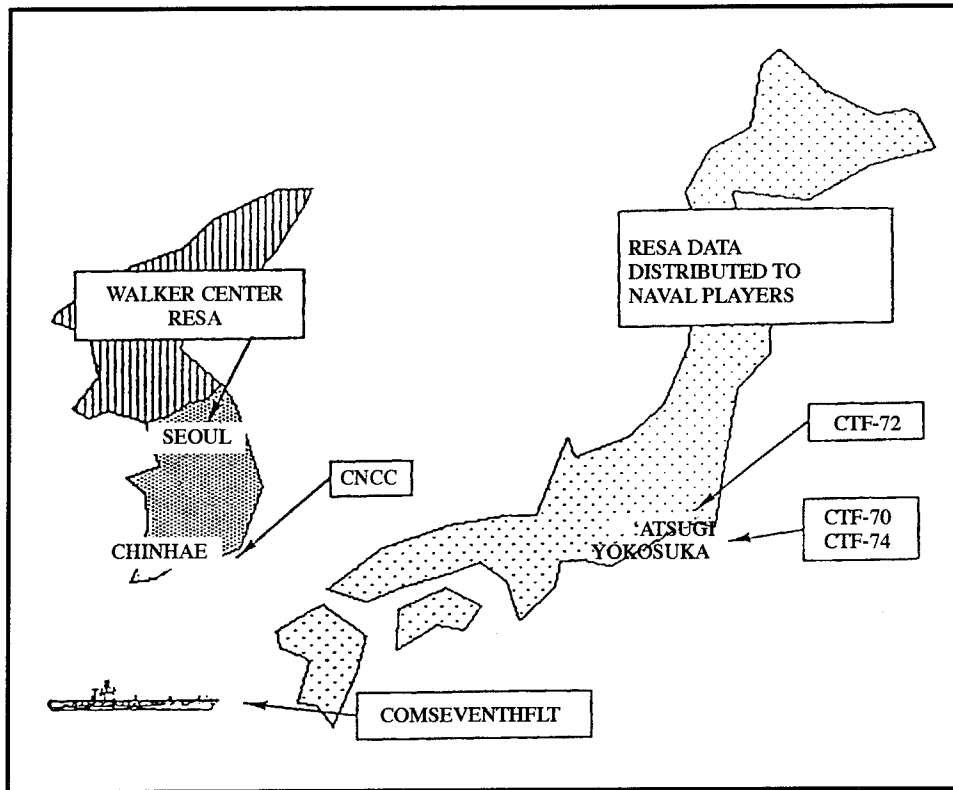 RESA DATA
DISTRIBUTED TO
NAVAL PLAYERS
WALKER CENTER
RESA
SEOUL
CTF-72
CNCC
CHINHAE
'ATSUGI
YOKOSUKA
CTF-70
CTF-74
COMSEVENTHFLT